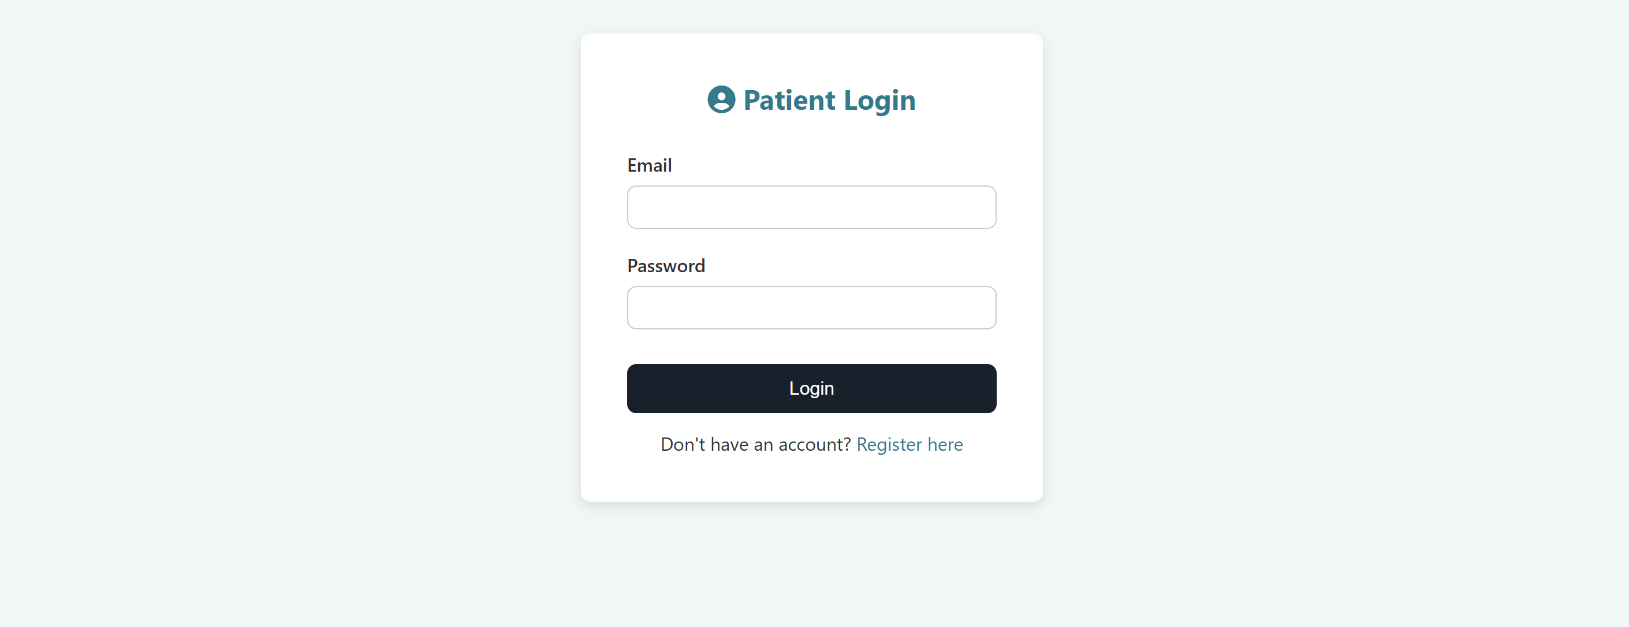 Patient Login
Email
Password
Login
Don't have an account? Register here